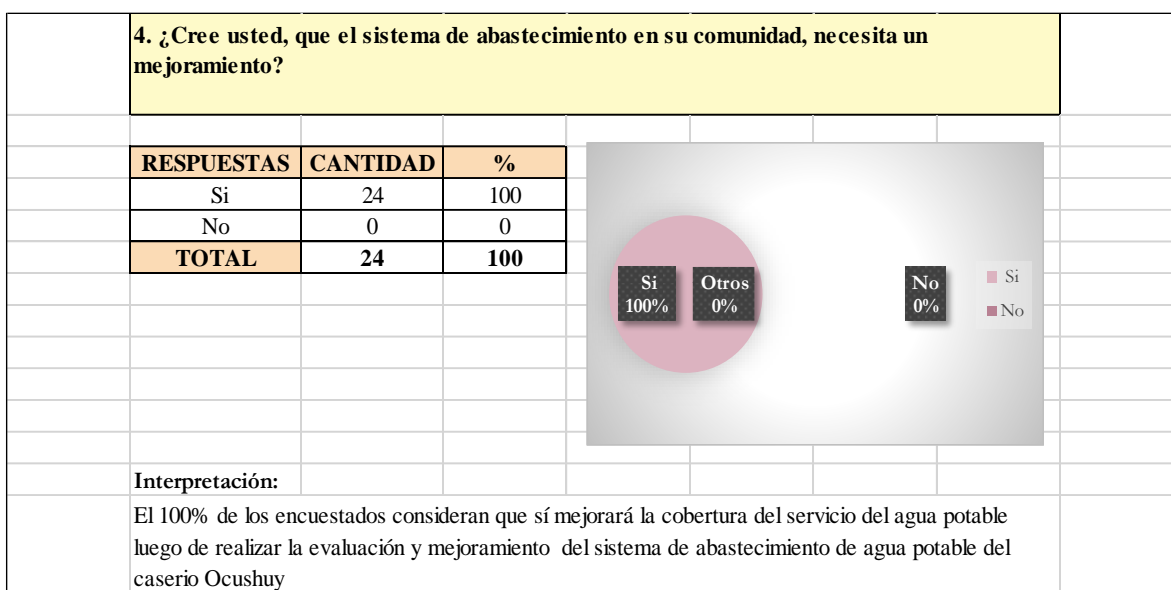 4. ¿Cree usted, que el sistema de abastecimiento en su comunidad, necesita un
mejoramiento?
RESPUESTAS CANTIDAD %
Si 24 100
No 0 0
TOTAL 24 100
Si
100%
Otros
0%
No
0%
Si
No
Interpretación:
El 100% de los encuestados consideran que sí mejorará la cobertura del servicio del agua potable
luego de realizar la evaluación y mejoramiento del sistema de abastecimiento de agua potable del
caserio Ocushuy